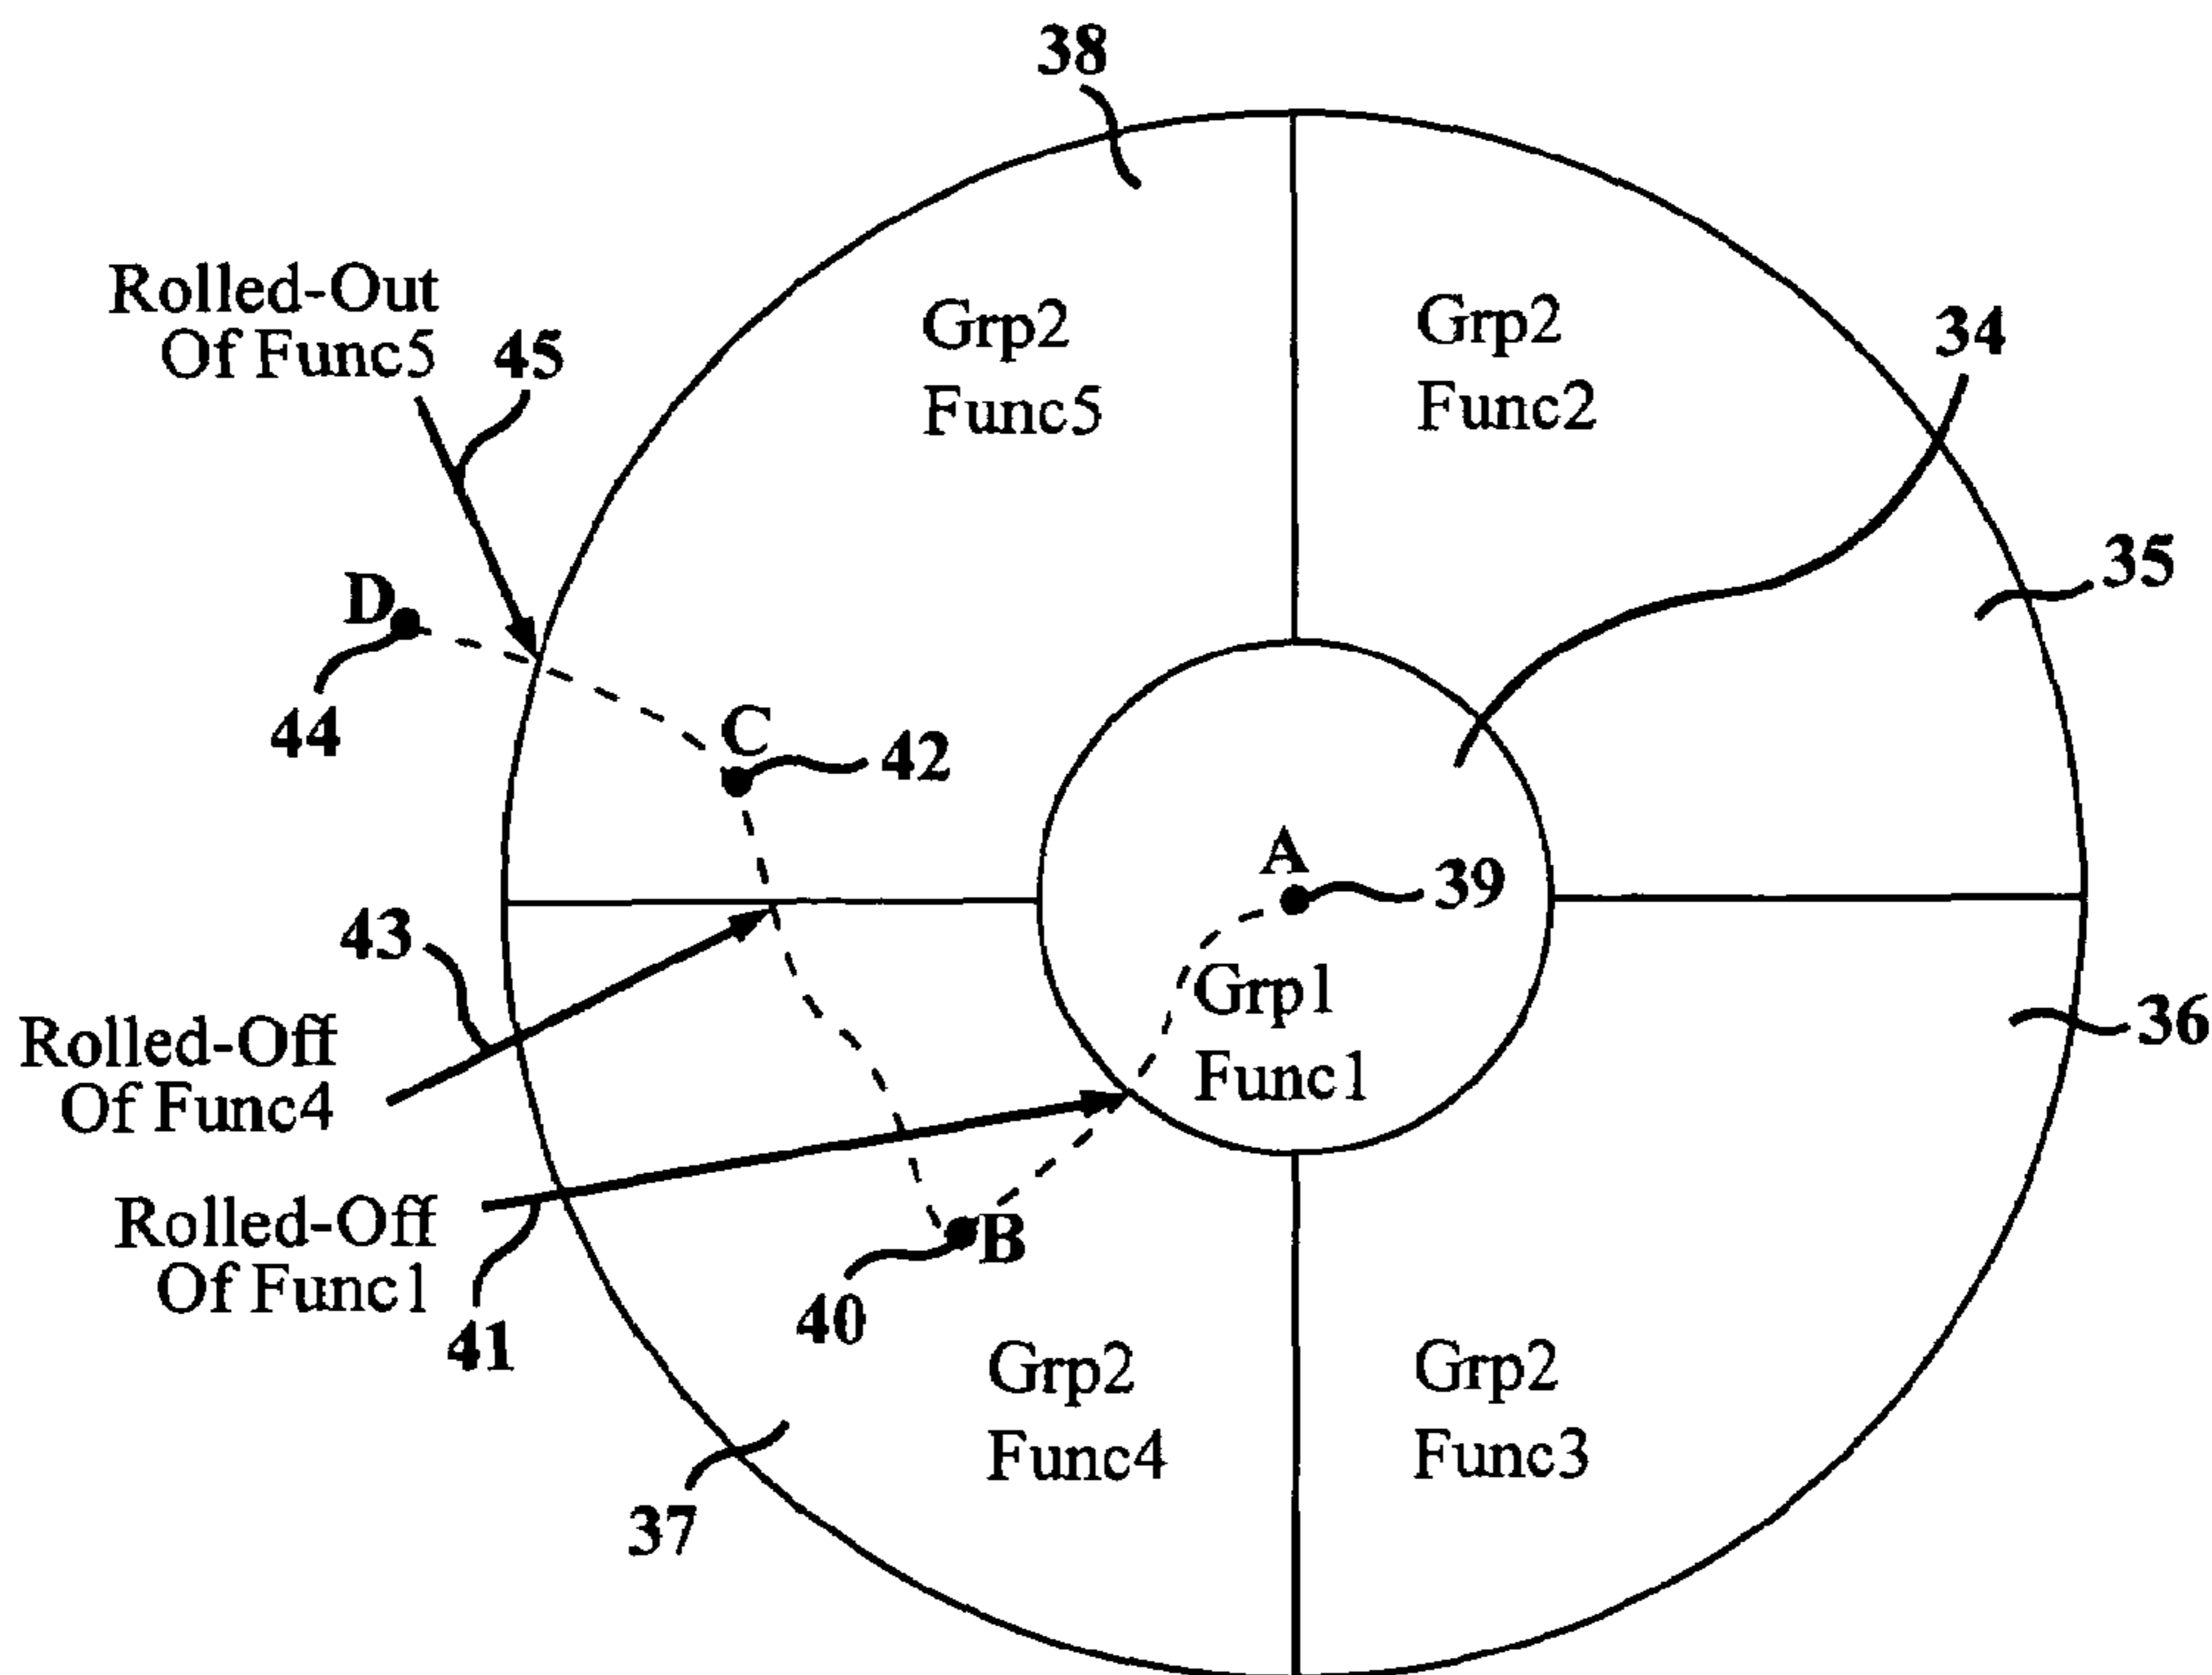 38
Rolled-Out
Of Func5
45
Grp2
Func5
Grp2
Func2
34
35
D
44
C
42
A
39
43
Grp1
Func1
36
Rolled-Off
Of Func4
Rolled-Off
Of Func1
41
B
40
Grp2
Func4
Grp2
Func3
37